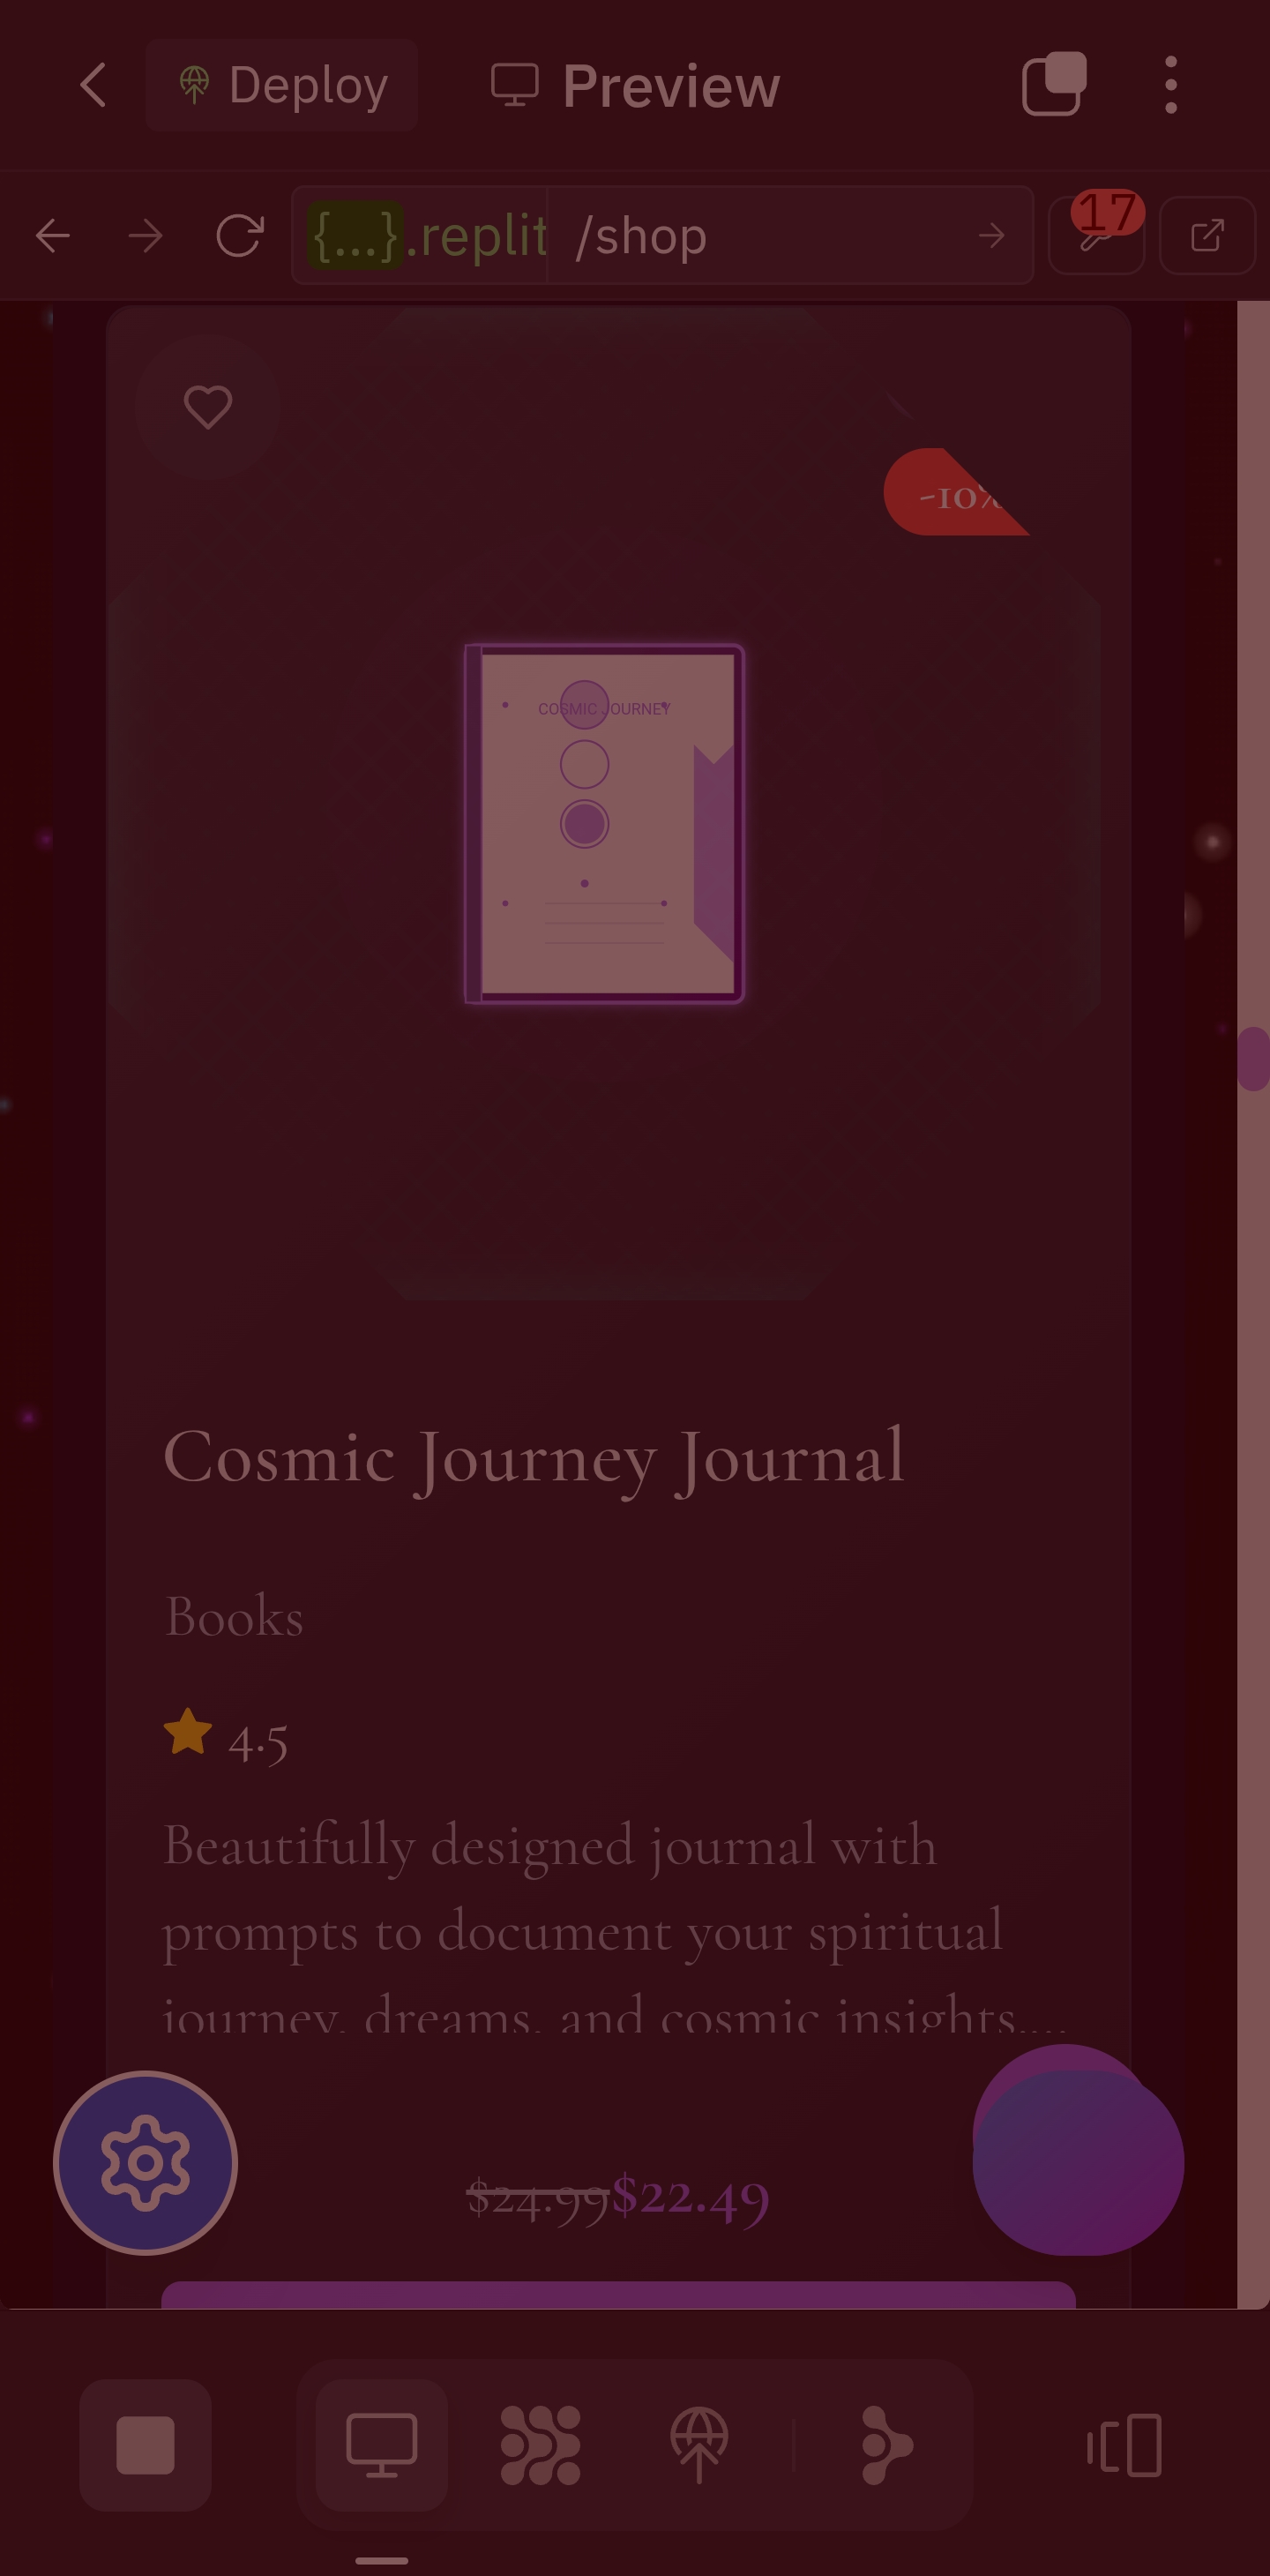 Deploy
Preview
{...}.replit
/shop
17
-10%
COSMIC JOURNEY
Cosmic Journey Journal
Books
4.5
Beautifully designed journal with
prompts to document your spiritual
journey, dreams, and cosmic insights....
$24.99 $22.49